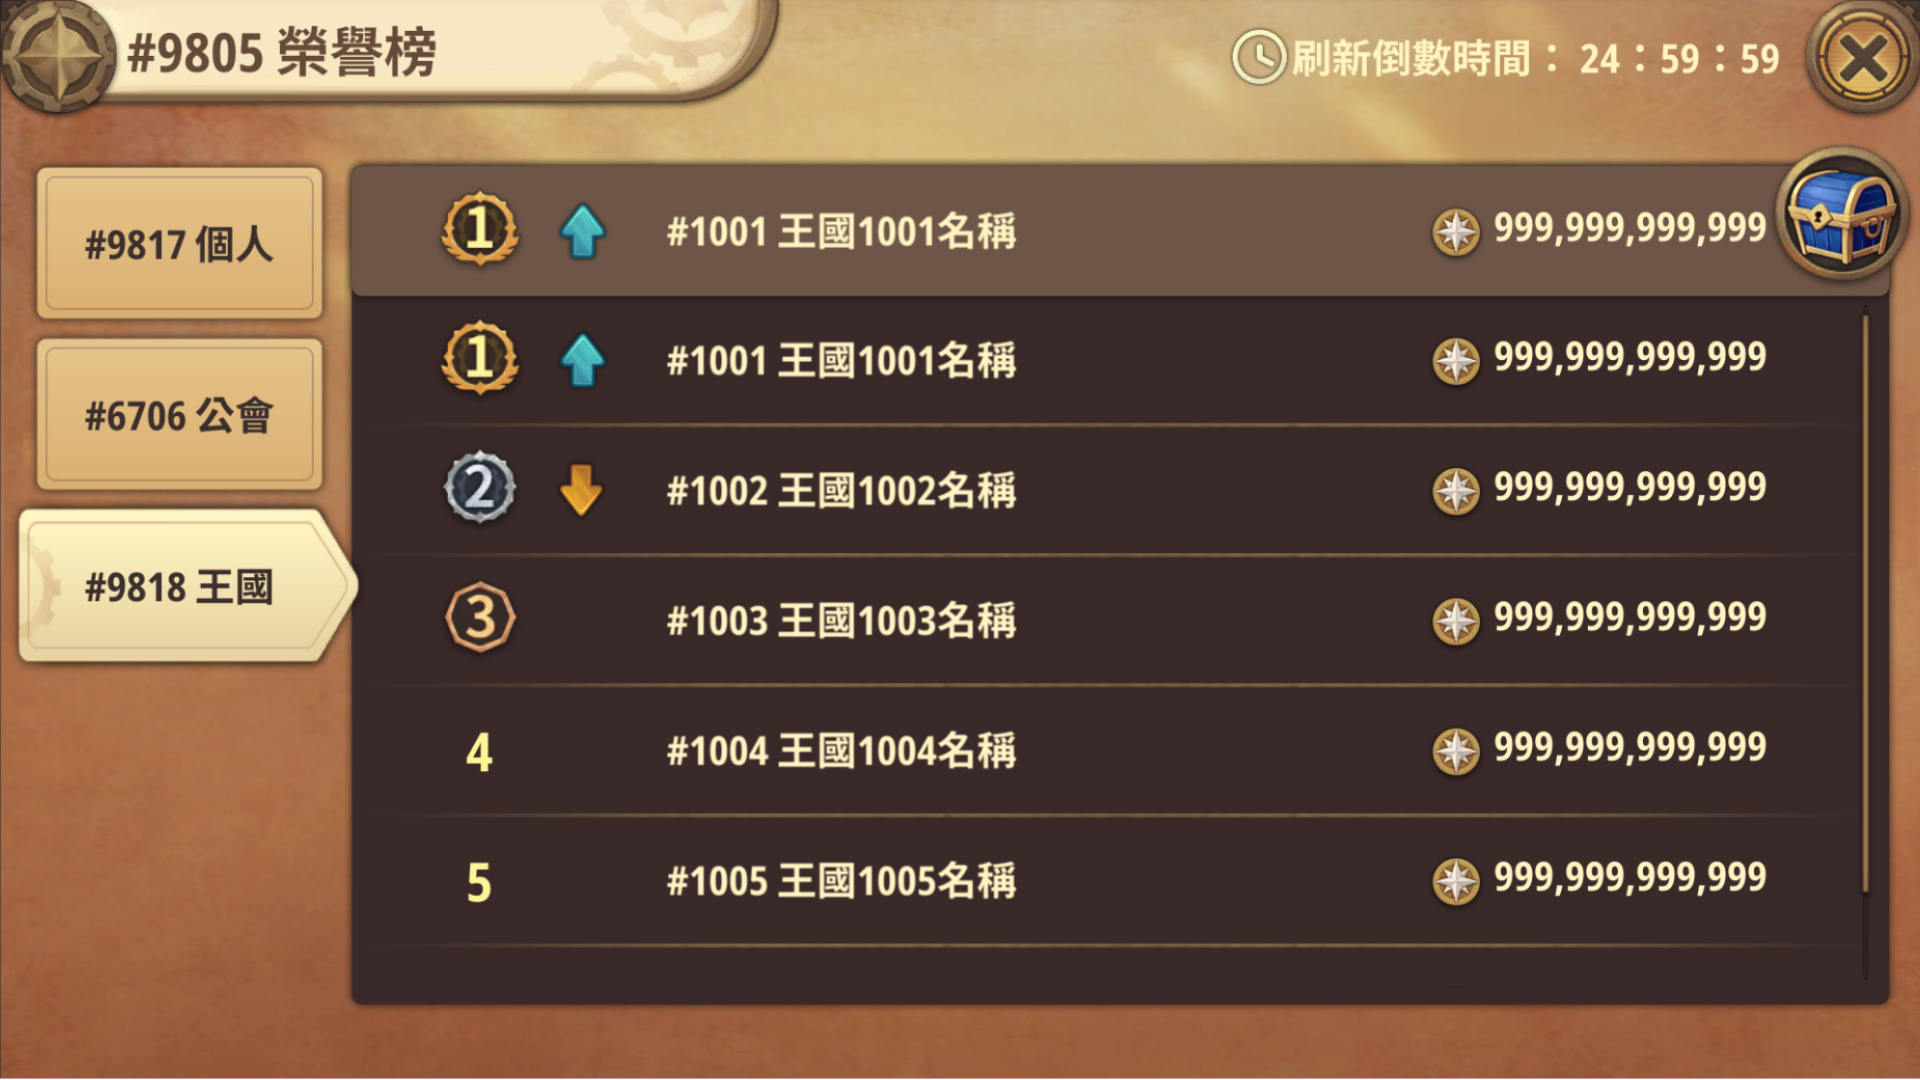 #9805 榮譽榜
刷新倒數時間： 24：59：59
#9817 個人
#6706 公會
#9818 王國
1 #1001 王國1001名稱 999,999,999,999
1 #1001 王國1001名稱 999,999,999,999
2 #1002 王國1002名稱 999,999,999,999
3 #1003 王國1003名稱 999,999,999,999
4 #1004 王國1004名稱 999,999,999,999
5 #1005 王國1005名稱 999,999,999,999